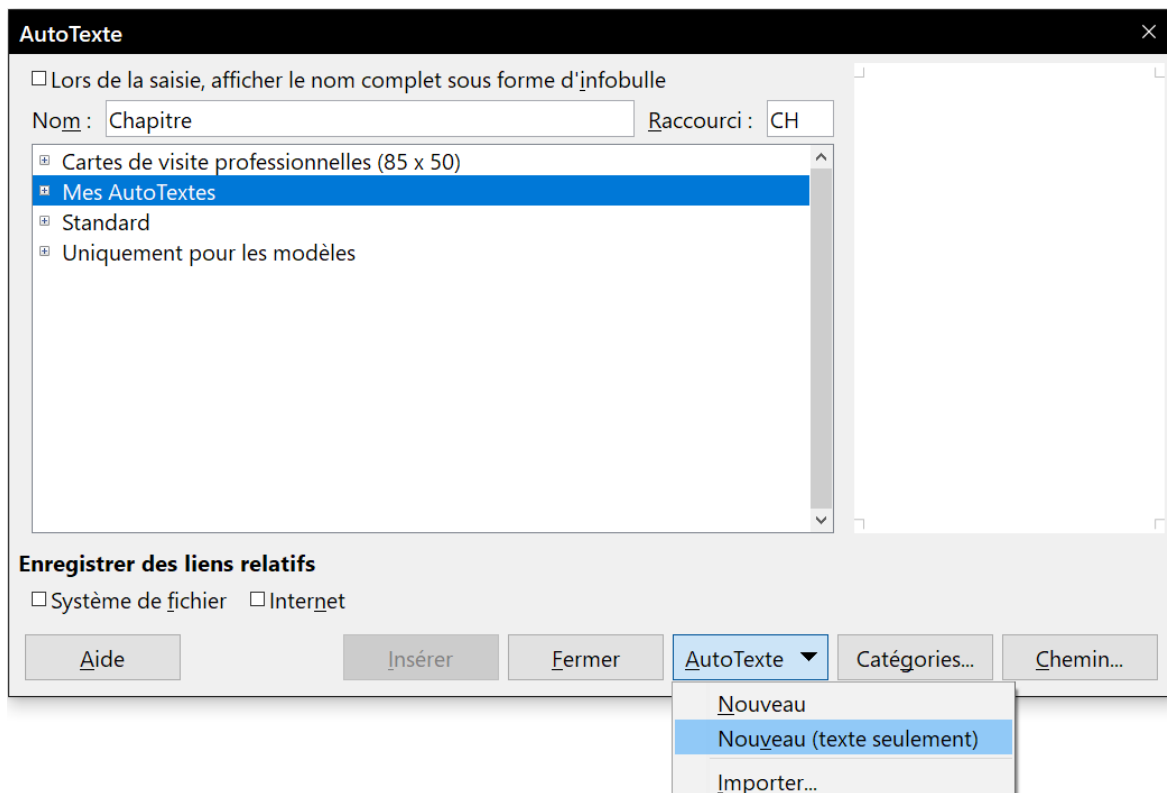 AutoTexte
Lors de la saisie, afficher le nom complet sous forme d'infobulle
Nom : Chapitre Raccourci : CH
Cartes de visite professionnelles (85 x 50)
Mes AutoTextes
Standard
Uniquement pour les modèles
Enregistrer des liens relatifs
Système de fichier Internet
Aide Insérer Fermer AutoTexte Catégories... Chemin...
Nouveau
Nouveau (texte seulement)
Importer...